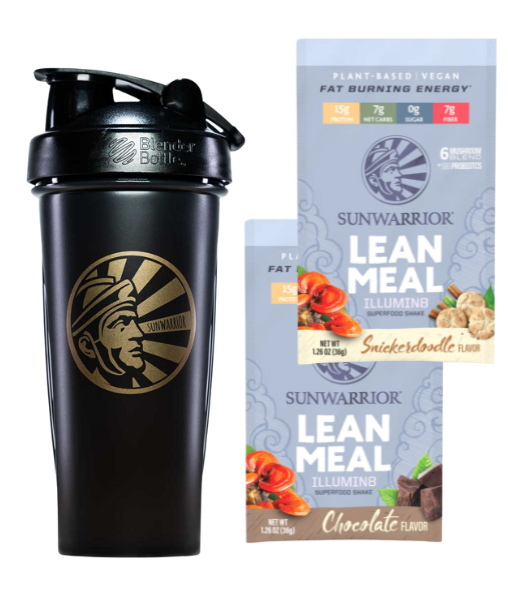 Blender
Bottle
SUNWARRIOR
PLANT-BASED | VEGAN
FAT BURNING ENERGY
15g PROTEIN
7g NET CARBS
0g SUGAR
7g FIBER
6 MUSHROOM
BLEND
PROBIOTICS
SUNWARRIOR
LEAN
MEAL
ILLUMIN8
SUPERFOOD SHAKE
NET WT
1.26 OZ (36g)
Snickerdoodle FLAVOR
PL
FAT
15g
SUNWARRIOR
LEAN
MEAL
ILLUMIN8
SUPERFOOD SHAKE
NET WT
1.26 OZ (36g)
Chocolate FLAVOR